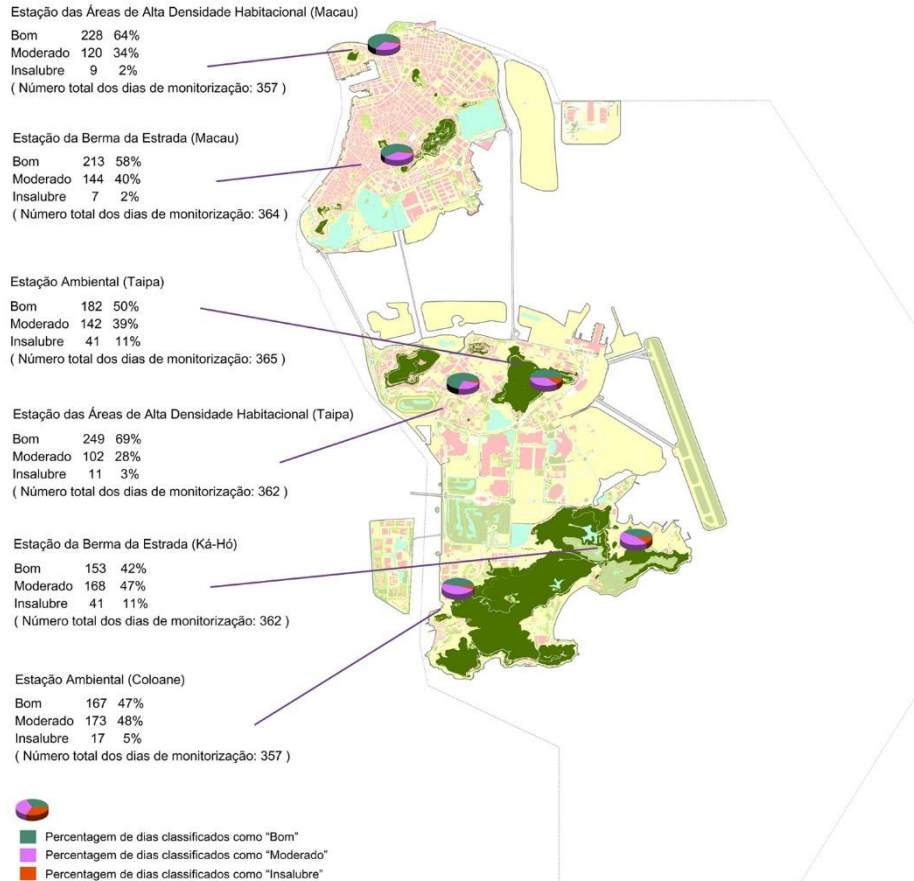 Estação das Áreas de Alta Densidade Habitacional (Macau)
Bom 228 64%
Moderado 120 34%
Insalubre 9 2%
( Número total dos dias de monitorização: 357 )
Estação da Berma da Estrada (Macau)
Bom 213 58%
Moderado 144 40%
Insalubre 7 2%
( Número total dos dias de monitorização: 364 )
Estação Ambiental (Taipa)
Bom 182 50%
Moderado 142 39%
Insalubre 41 11%
( Número total dos dias de monitorização: 365 )
Estação das Áreas de Alta Densidade Habitacional (Taipa)
Bom 249 69%
Moderado 102 28%
Insalubre 11 3%
( Número total dos dias de monitorização: 362 )
Estação da Berma da Estrada (Ká-Hó)
Bom 153 42%
Moderado 168 47%
Insalubre 41 11%
( Número total dos dias de monitorização: 362 )
Estação Ambiental (Coloane)
Bom 167 47%
Moderado 173 48%
Insalubre 17 5%
( Número total dos dias de monitorização: 357 )
Percentagem de dias classificados como "Bom"
Percentagem de dias classificados como "Moderado"
Percentagem de dias classificados como "Insalubre"